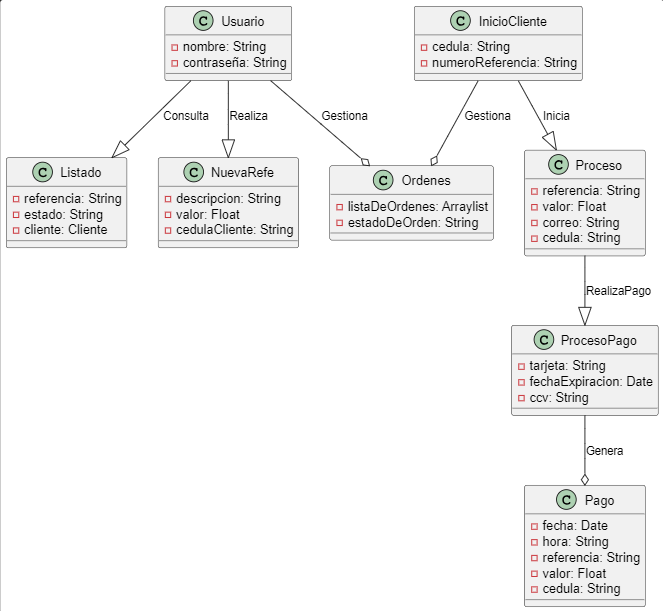 C Usuario
nombre: String
contraseña: String
C InicioCliente
cedula: String
numeroReferencia: String
Consulta
Realiza
Gestiona
Gestiona
Inicia
C Listado
referencia: String
estado: String
cliente: Cliente
C NuevaRefe
descripcion: String
valor: Float
cedulaCliente: String
C Ordenes
listaDeOrdenes: Arraylist
estadoDeOrden: String
C Proceso
referencia: String
valor: Float
correo: String
cedula: String
RealizaPago
C ProcesoPago
tarjeta: String
fechaExpiracion: Date
ccv: String
Genera
C Pago
fecha: Date
hora: String
referencia: String
valor: Float
cedula: String